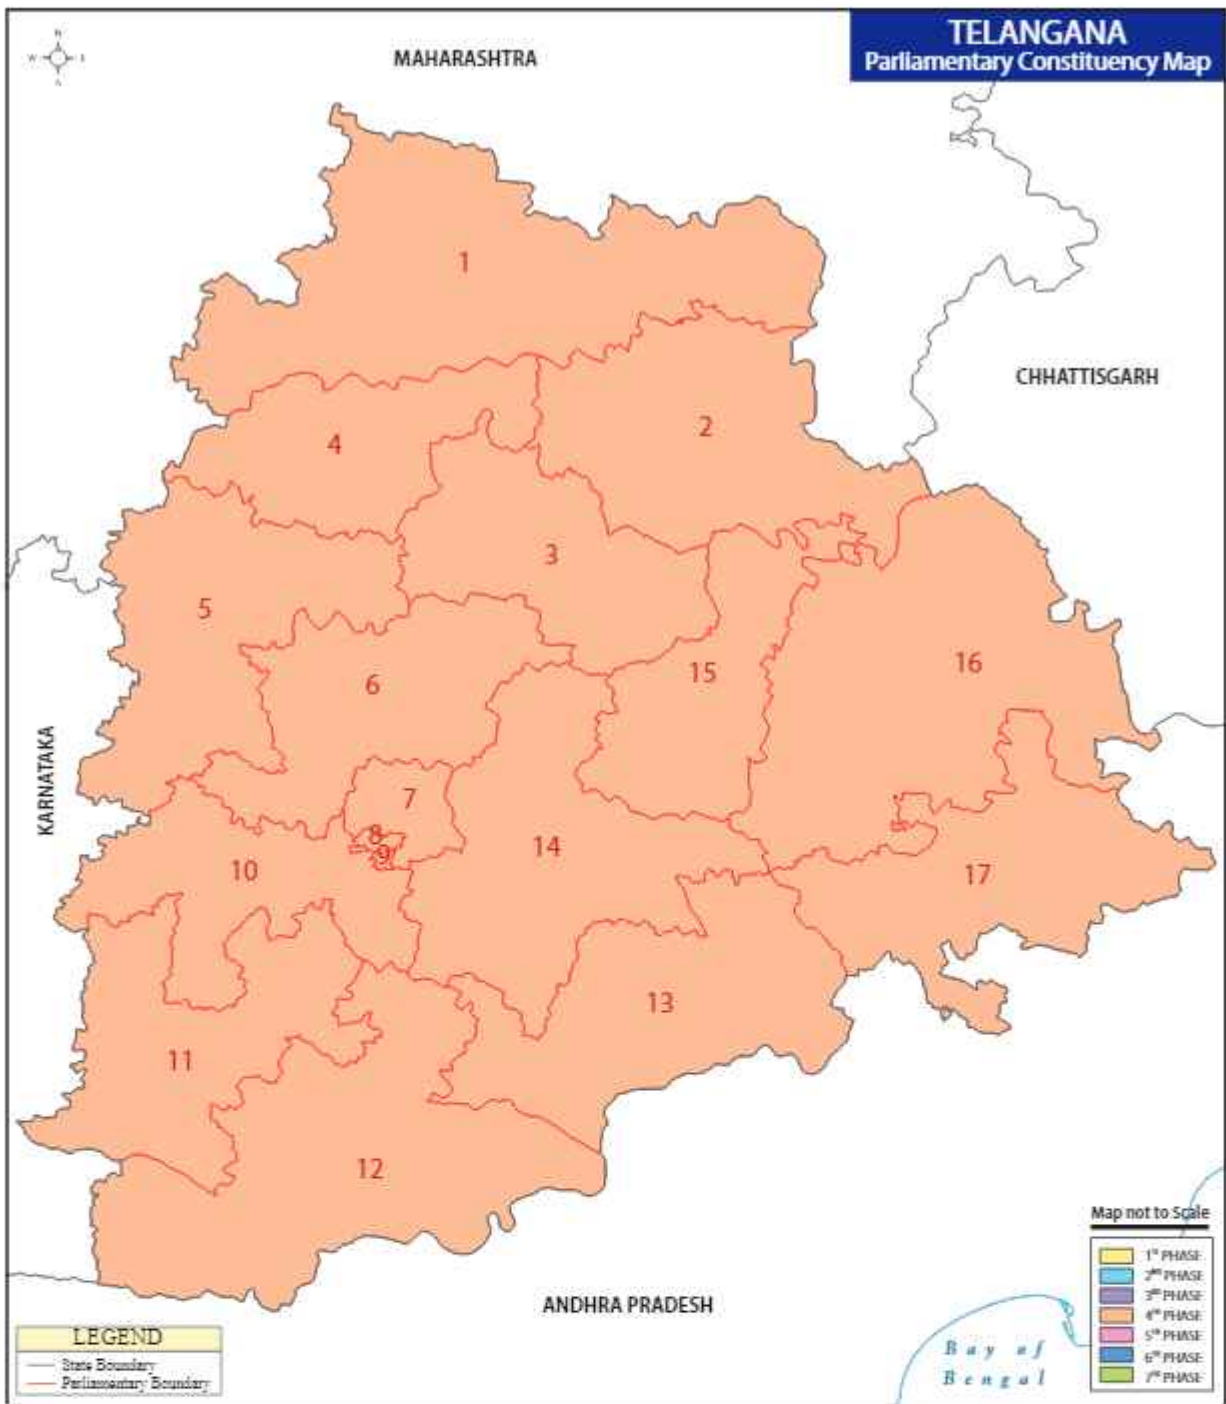 TELANGANA
Parliamentary Constituency Map
N
W E
MAHARASHTRA
CHHATTISGARH
KARNATAKA
ANDHRA PRADESH
1
2
4
3
5
15
16
6
7
8
9
14
10
17
13
11
12
Map not to Scale
1ST PHASE
2ND PHASE
3RD PHASE
4TH PHASE
5TH PHASE
6TH PHASE
7TH PHASE
LEGEND
State Boundary
Parliamentary Boundary
Bay of
Bengal